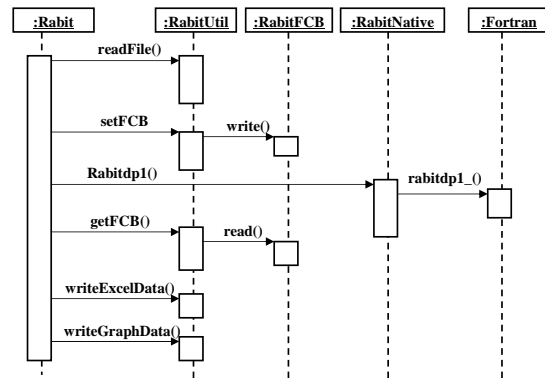 :Rabit :RabitUtil :RabitFCB :RabitNative :Fortran
readFile()
setFCB
write()
Rabitdp1()
rabitdp1_()
getFCB()
read()
writeExcelData()
writeGraphData()